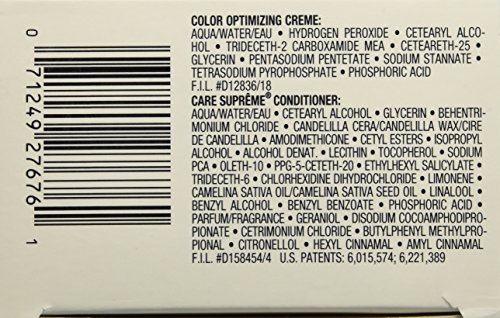 COLOR OPTIMIZING CREME:
AQUA/WATER/EAU • HYDROGEN PEROXIDE • CETEARYL ALCO-
HOL • TRIDECETH-2 CARBOXAMIDE MEA • CETEARETH-25 •
GLYCERIN • PENTASODIUM PENTETATE • SODIUM STANNATE •
TETRASODIUM PYROPHOSPHATE • PHOSPHORIC ACID
F.I.L. #D12836/18
CARE SUPRÊME® CONDITIONER:
AQUA/WATER/EAU • CETEARYL ALCOHOL • GLYCERIN • BEHENTRI-
MONIUM CHLORIDE • CANDELILLA CERA/CANDELILLA WAX/CIRE
DE CANDELILLA • AMODIMETHICONE • CETYL ESTERS • ISOPROPYL
ALCOHOL • ALCOHOL DENAT. • LECITHIN • TOCOPHEROL • SODIUM
PCA • OLETH-10 • PPG-5-CETETH-20 • ETHYLHEXYL SALICYLATE •
TRIDECETH-6 • CHLORHEXIDINE DIHYDROCHLORIDE • LIMONENE •
CAMELINA SATIVA OIL/CAMELINA SATIVA SEED OIL • LINALOOL •
BENZYL ALCOHOL • BENZYL BENZOATE • PHOSPHORIC ACID •
PARFUM/FRAGRANCE • GERANIOL • DISODIUM COCOAMPHODIPRO-
PIONATE • CETRIMONIUM CHLORIDE • BUTYLPHENYL METHYLPRO-
PIONAL • CITRONELLOL • HEXYL CINNAMAL • AMYL CINNAMAL
F.I.L. #D158454/4 U.S. PATENTS: 6,015,574; 6,221,389
0 71249 27676 1